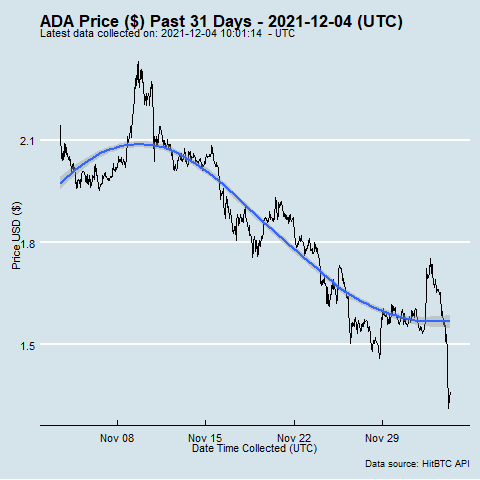 ADA Price ($) Past 31 Days - 2021-12-04 (UTC)
Latest data collected on: 2021-12-04 10:01:14 - UTC
2.1
1.8
1.5
Price USD ($)
Nov 08 Nov 15 Nov 22 Nov 29
Date Time Collected (UTC)
Data source: HitBTC API